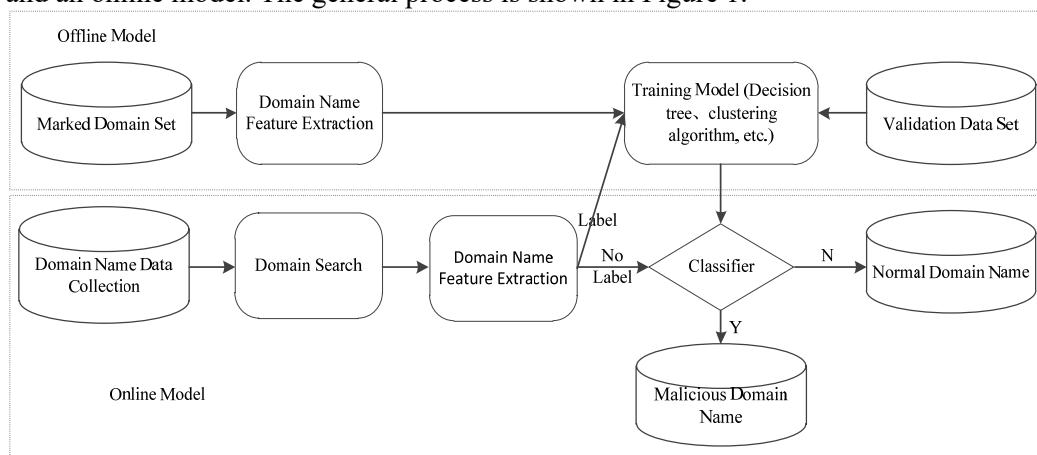 and an online model. The general process is shown in Figure 1.
Offline Model
Marked Domain Set
Domain Name
Feature Extraction
Training Model (Decision
tree、clustering
algorithm, etc.)
Validation Data Set
Label
Domain Name Data
Collection
Domain Search
Domain Name
Feature Extraction
No
Label
Classifier
N
Normal Domain Name
Y
Malicious Domain
Name
Online Model